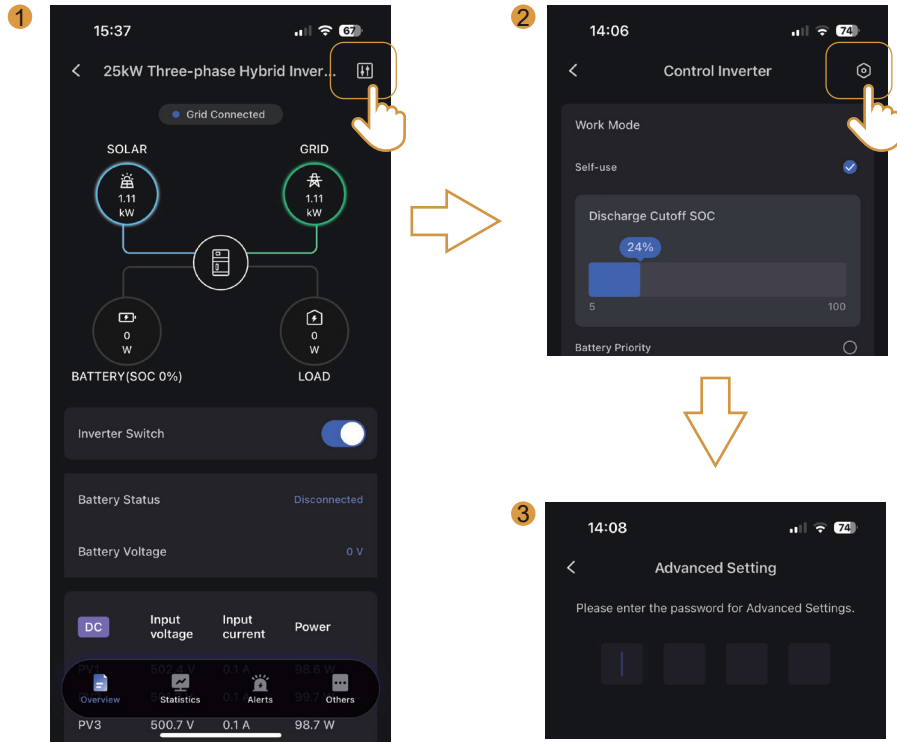 1
15:37
67
25kW Three-phase Hybrid Inver...
Grid Connected
SOLAR
GRID
1.11
kW
1.11
kW
0
W
0
W
BATTERY(SOC 0%)
LOAD
Inverter Switch
Battery Status
Disconnected
Battery Voltage
0 V
DC
Input voltage
Input current
Power
PV1 502.4 V 0.1 A 98.6 W
Overview
Statistics
Alerts
Others
PV3 500.7 V 0.1 A 98.7 W
2
14:06
74
Control Inverter
Work Mode
Self-use
Discharge Cutoff SOC
24%
5
100
Battery Priority
3
14:08
74
Advanced Setting
Please enter the password for Advanced Settings.